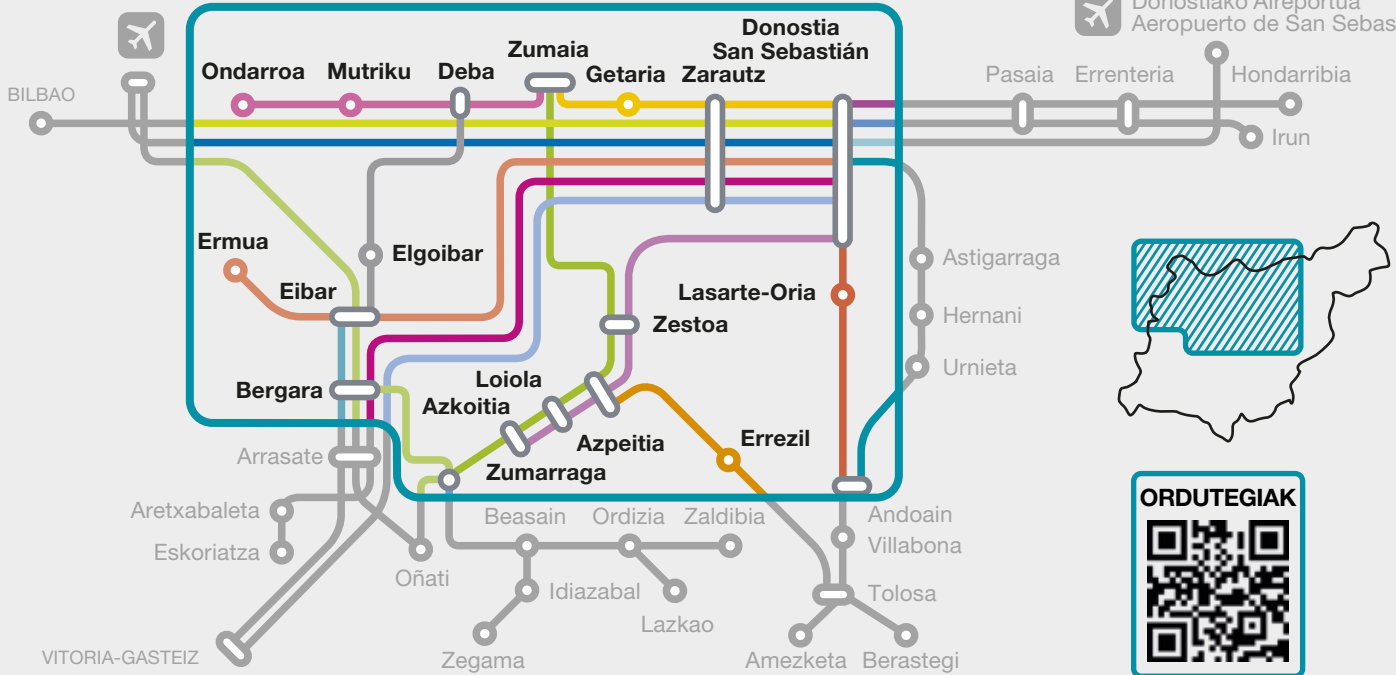 Donostiako Aireportua
Aeropuerto de San Sebas
Donostia
San Sebastián
Zumaia
Ondarroa
Mutriku
Deba
Getaria
Zarautz
Pasaia
Errenteria
Hondarribia
BILBAO
Irun
Ermua
Elgoibar
Astigarraga
Eibar
Lasarte-Oria
Hernani
Zestoa
Urnieta
Loiola
Bergara
Azkoitia
Azpeitia
Errezil
Arrasate
Zumarraga
ORDUTEGIAK
Aretxabaleta
Beasain
Ordizia
Zaldibia
Andoain
Eskoriatza
Villabona
Oñati
Idiazabal
Tolosa
Lazkao
VITORIA-GASTEIZ
Zegama
Amezketa
Berastegi